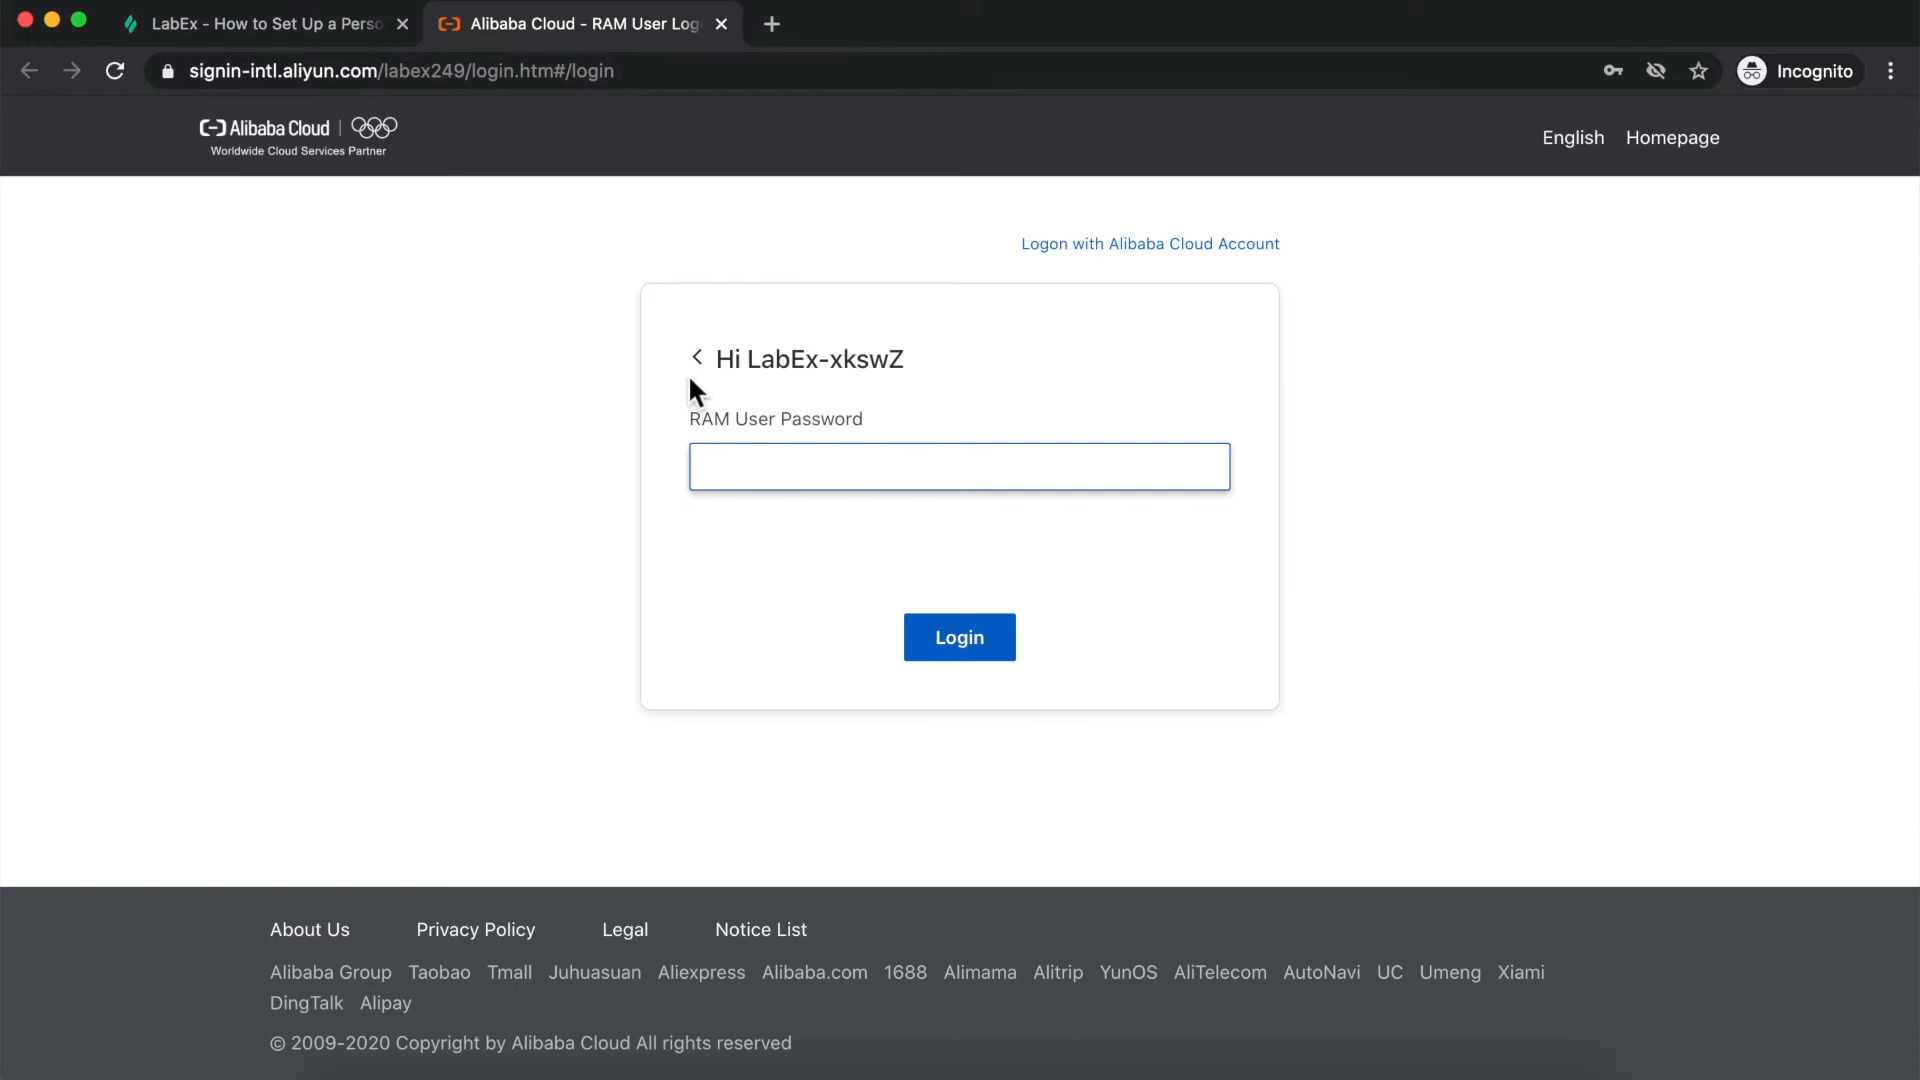 LabEx - How to Set Up a Perso
Alibaba Cloud - RAM User Log
signin-intl.aliyun.com/labex249/login.htm#/login
Incognito
Alibaba Cloud
Worldwide Cloud Services Partner
English Homepage
Logon with Alibaba Cloud Account
Hi LabEx-xkswZ
RAM User Password
Login
About Us Privacy Policy Legal Notice List
Alibaba Group Taobao Tmall Juhuasuan Aliexpress Alibaba.com 1688 Alimama Alitrip YunOS AliTelecom AutoNavi UC Umeng Xiami
DingTalk Alipay
© 2009-2020 Copyright by Alibaba Cloud All rights reserved